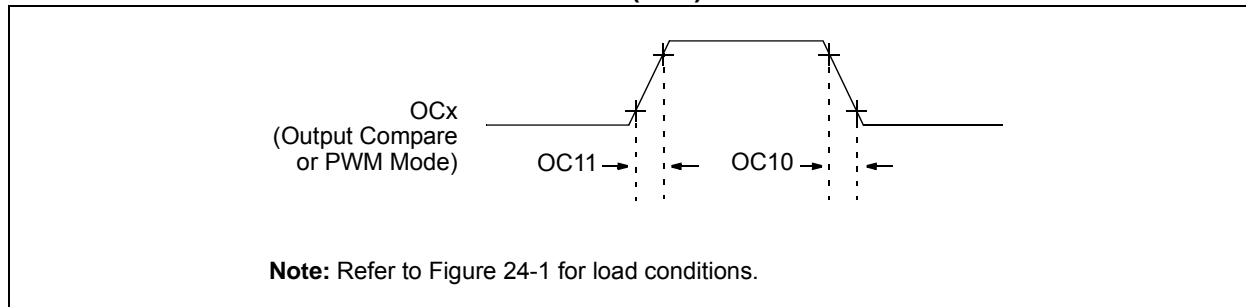 OCx
(Output Compare
or PWM Mode)
OC11
OC10
Note: Refer to Figure 24-1 for load conditions.